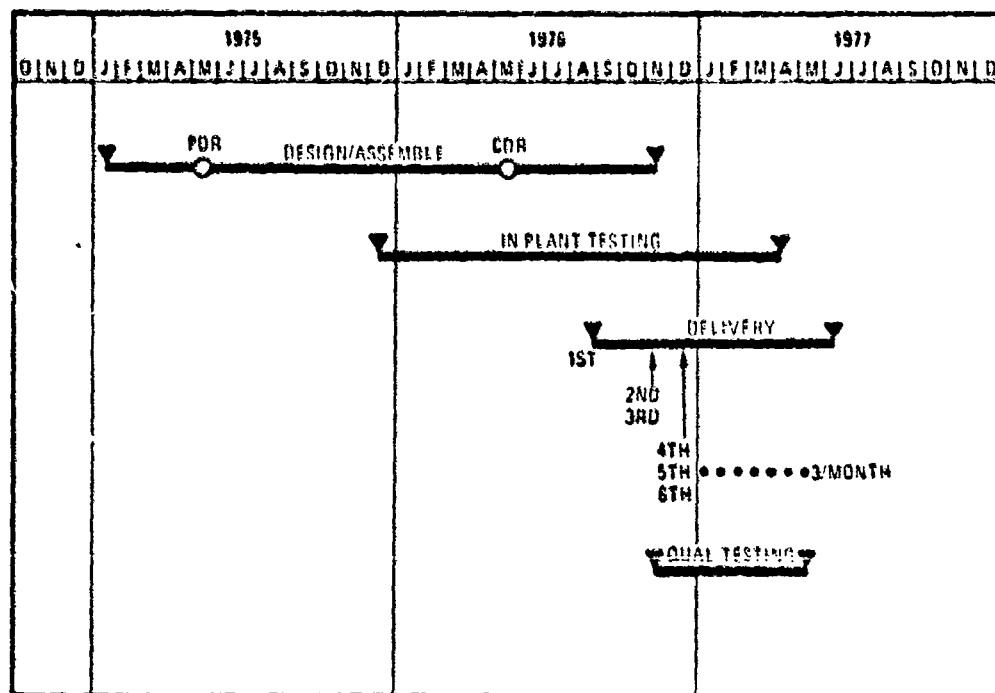 1975 1976 1977
O N D J F M A M J J A S O N D J F M A M J J A S O N D J F M A M J J A S O N D
PDR DESIGN/ASSEMBLE CDR
IN PLANT TESTING
DELIVERY
1ST
2ND
3RD
4TH
5TH 3/MONTH
6TH
QUAL TESTING